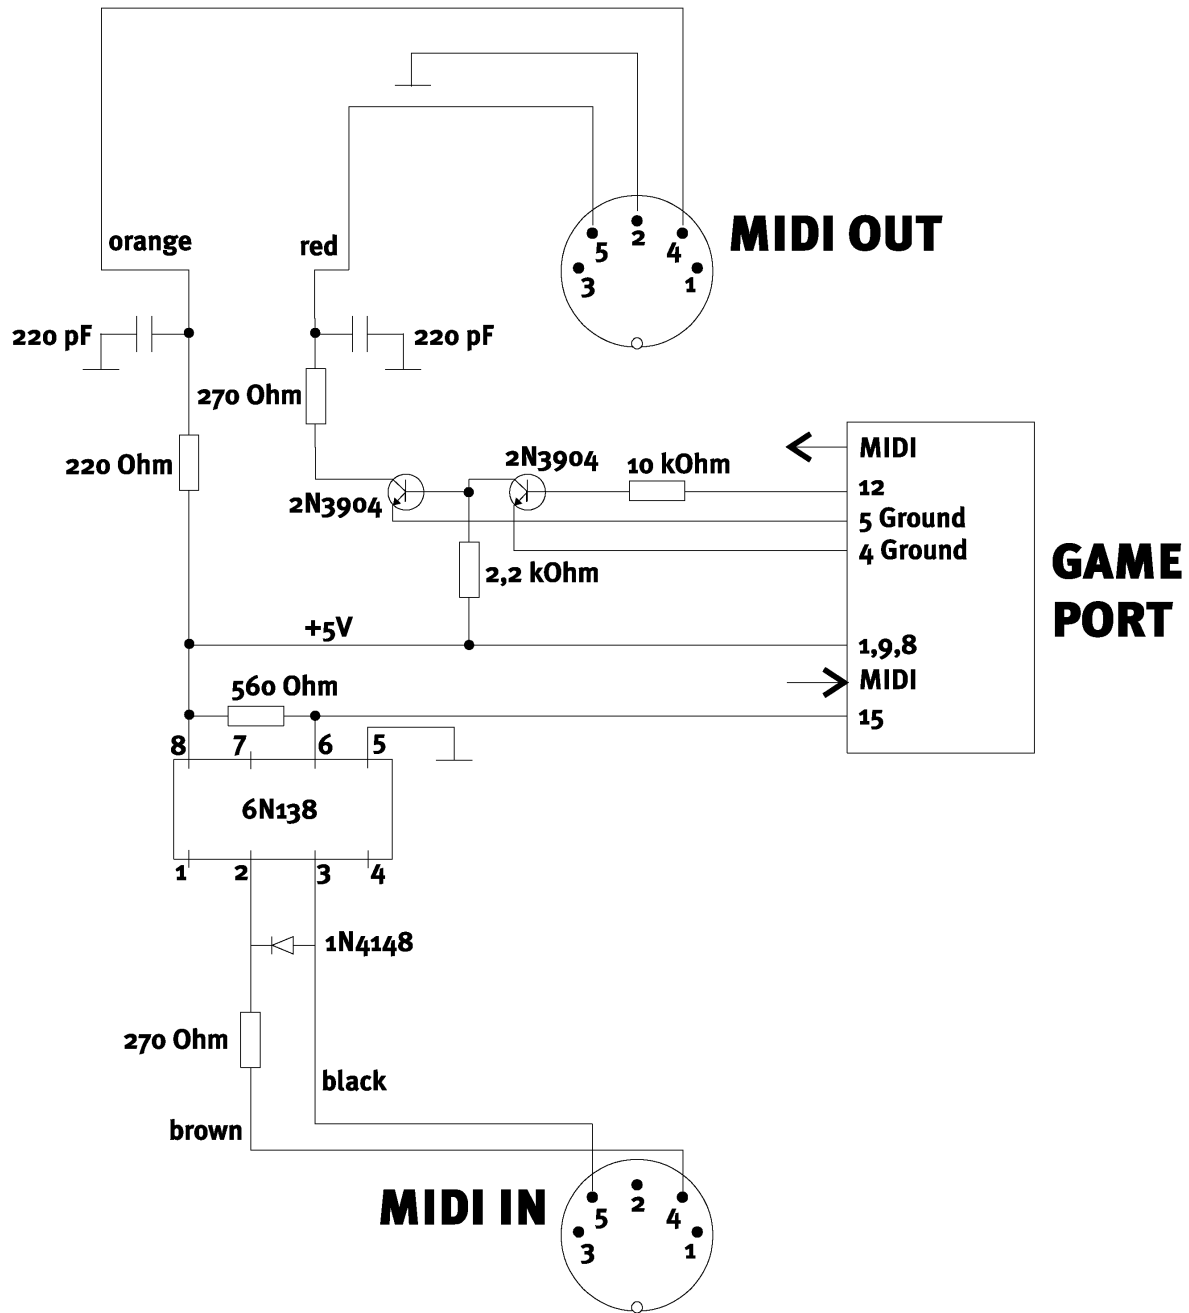 5
2
4
3
1
MIDI OUT
orange
red
220 pF
220 pF
270 Ohm
220 Ohm
2N3904
2N3904
10 kOhm
MIDI
12
5 Ground
4 Ground
2,2 kOhm
GAME
PORT
+5V
1,9,8
MIDI
560 Ohm
15
8
7
6
5
6N138
1
2
3
4
1N4148
270 Ohm
black
brown
MIDI IN
5
2
4
3
1